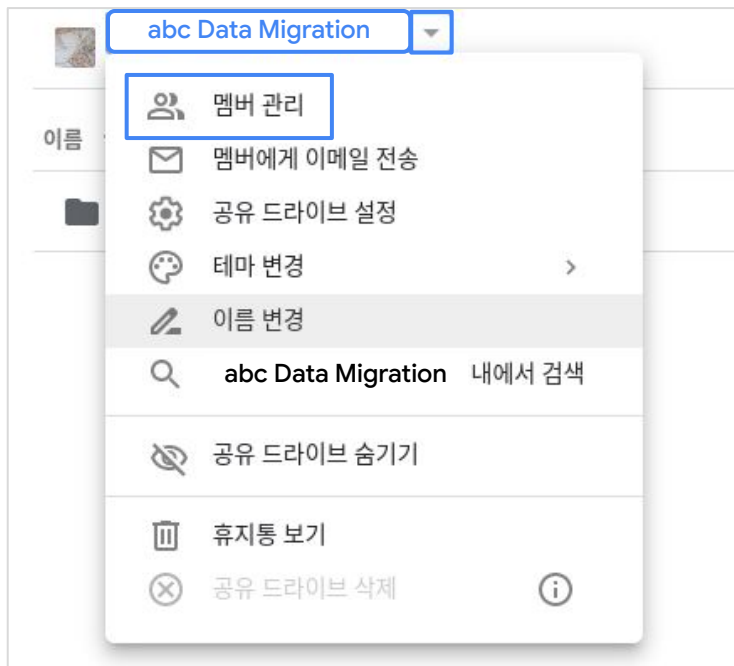 abc Data Migration
멤버 관리
이름
멤버에게 이메일 전송
공유 드라이브 설정
테마 변경
이름 변경
abc Data Migration 내에서 검색
공유 드라이브 숨기기
휴지통 보기
공유 드라이브 삭제